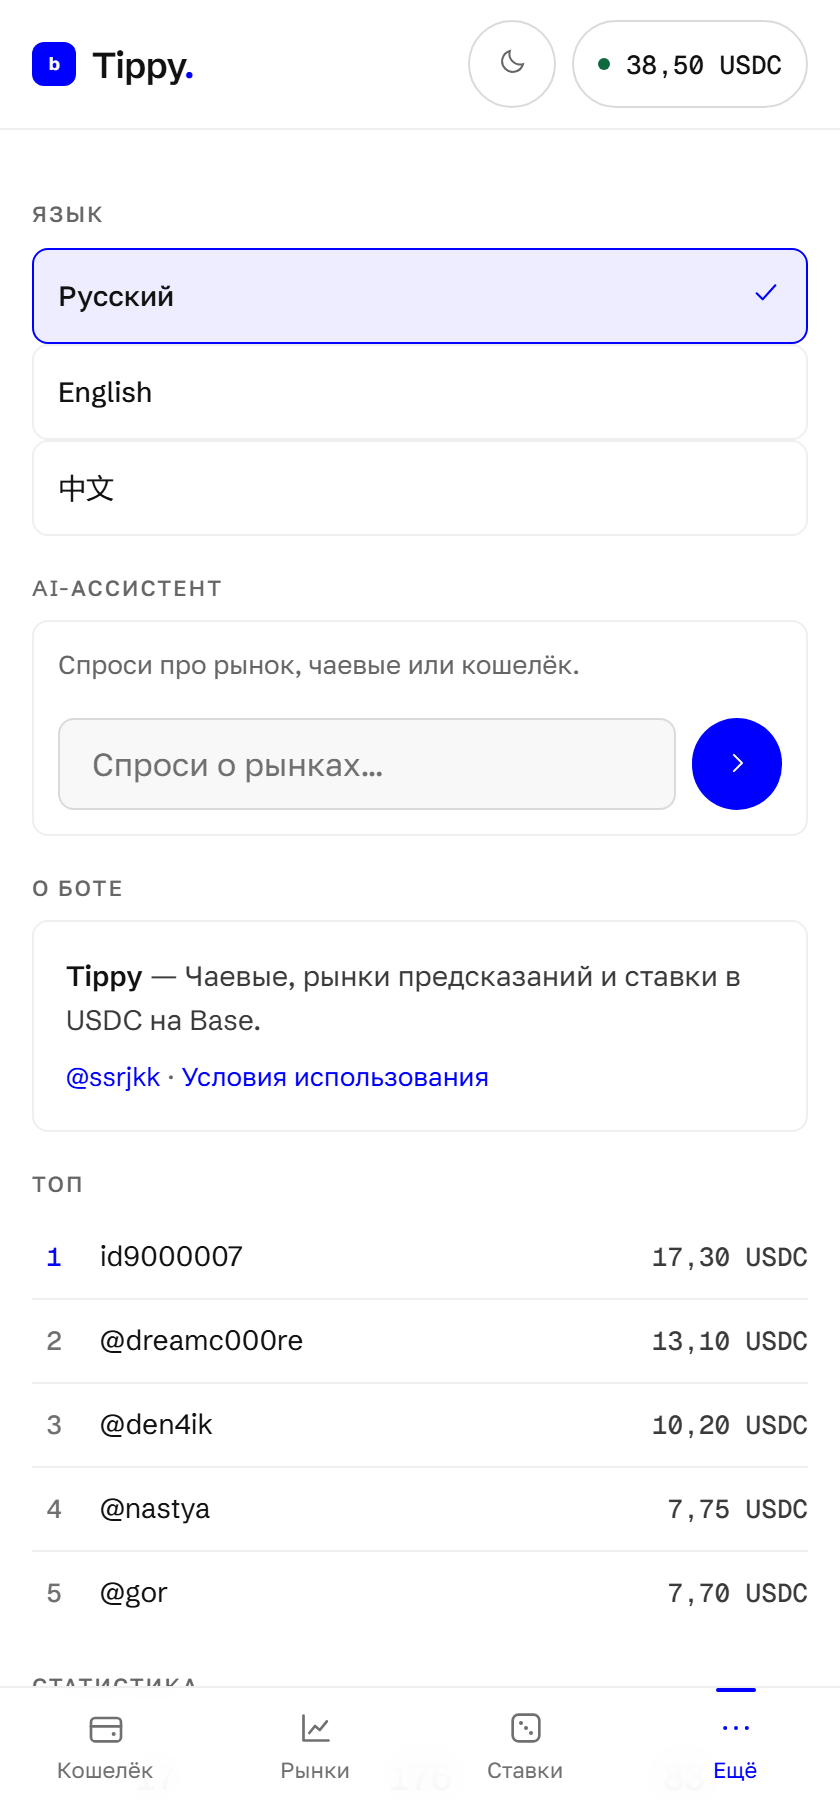 b Tippy.
38,50 USDC
ЯЗЫК
Русский
English
中文
AI-АССИСТЕНТ
Спроси про рынок, чаевые или кошелёк.
Спроси о рынках...
О БОТЕ
Tippy — Чаевые, рынки предсказаний и ставки в
USDC на Base.
@ssrjkk · Условия использования
ТОП
1 id9000007 17,30 USDC
2 @dreamc000re 13,10 USDC
3 @den4ik 10,20 USDC
4 @nastya 7,75 USDC
5 @gor 7,70 USDC
СТАТИСТИКА
Кошелёк Рынки Ставки Ещё